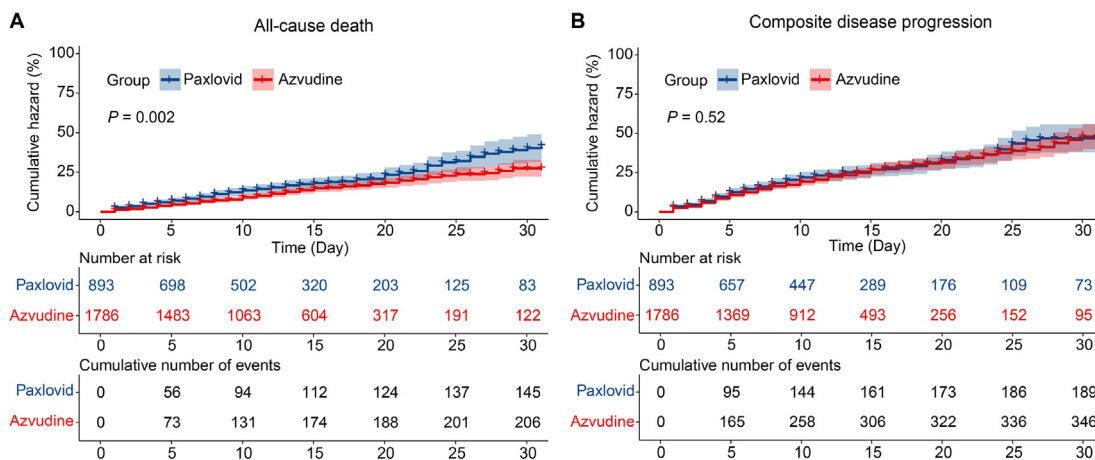 A
All-cause death
Cumulative hazard (%)
100
75
50
25
0
Group Paxlovid Azvudine
P = 0.002
0 5 10 15 20 25 30
Time (Day)
Number at risk
Paxlovid 893 698 502 320 203 125 83
Azvudine 1786 1483 1063 604 317 191 122
0 5 10 15 20 25 30
Cumulative number of events
Paxlovid 0 56 94 112 124 137 145
Azvudine 0 73 131 174 188 201 206
0 5 10 15 20 25 30
B
Composite disease progression
Cumulative hazard (%)
100
75
50
25
0
Group Paxlovid Azvudine
P = 0.52
0 5 10 15 20 25 30
Time (Day)
Number at risk
Paxlovid 893 657 447 289 176 109 73
Azvudine 1786 1369 912 493 256 152 95
0 5 10 15 20 25 30
Cumulative number of events
Paxlovid 0 95 144 161 173 186 189
Azvudine 0 165 258 306 322 336 346
0 5 10 15 20 25 30